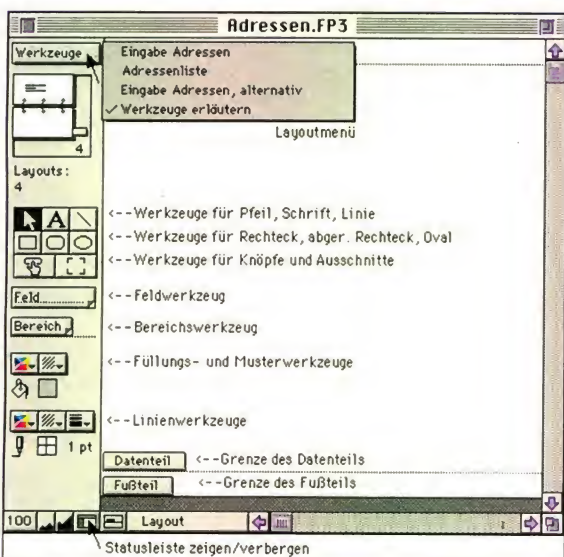 Adressen.FP3
Werkzeuge
Eingabe Adressen
Adressenliste
Eingabe Adressen, alternativ
✓ Werkzeuge erläutern
Layoutmenü
4
Layouts:
4
A
<--Werkzeuge für Pfeil, Schrift, Linie
<--Werkzeuge für Rechteck, abger. Rechteck, Oval
<--Werkzeuge für Knöpfe und Ausschnitte
Feld <--Feldwerkzeug
Bereich <--Bereichswerkzeug
<--Füllungs- und Musterwerkzeuge
<--Linienwerkzeuge
1 pt
Datenteil <--Grenze des Datenteils
Fußteil <--Grenze des Fußteils
100 Layout
Statusleiste zeigen/verbergen